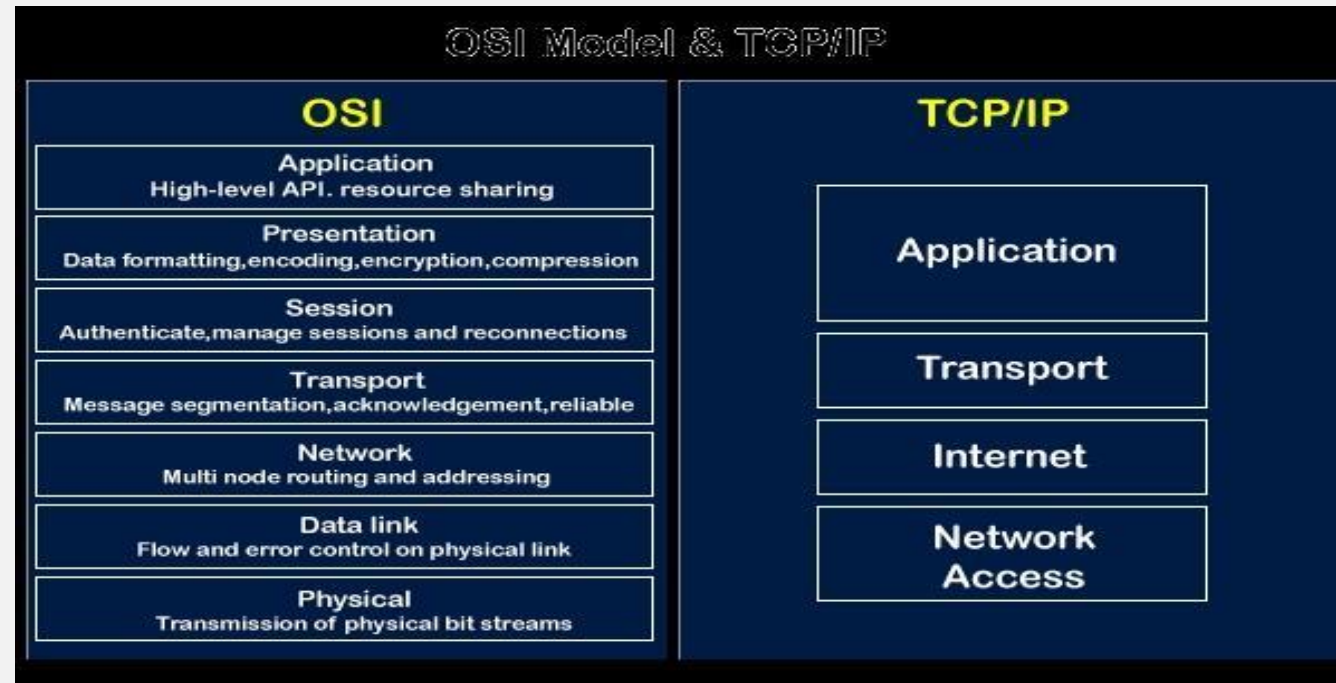 OSI Model & TCP/IP
OSI
Application
High-level API. resource sharing
Presentation
Data formatting,encoding,encryption,compression
Session
Authenticate,manage sessions and reconnections
Transport
Message segmentation,acknowledgement,reliable
Network
Multi node routing and addressing
Data link
Flow and error control on physical link
Physical
Transmission of physical bit streams
TCP/IP
Application
Transport
Internet
Network
Access